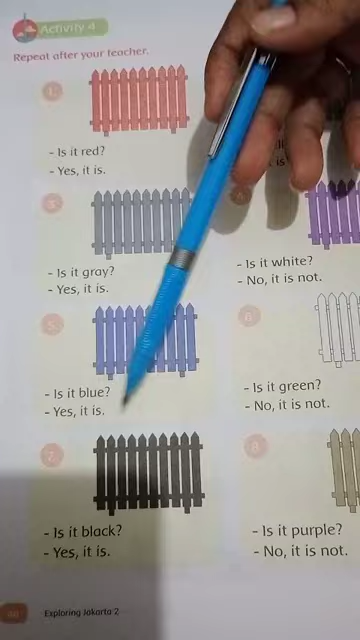 Activity 4
Repeat after your teacher.
1.
- Is it red?
- Yes, it is.
3.
- Is it gray?
- Yes, it is.
- Is it white?
- No, it is not.
5.
- Is it blue?
- Yes, it is.
6.
- Is it green?
- No, it is not.
7.
- Is it black?
- Yes, it is.
8.
- Is it purple?
- No, it is not.
Exploring Jakarta 2